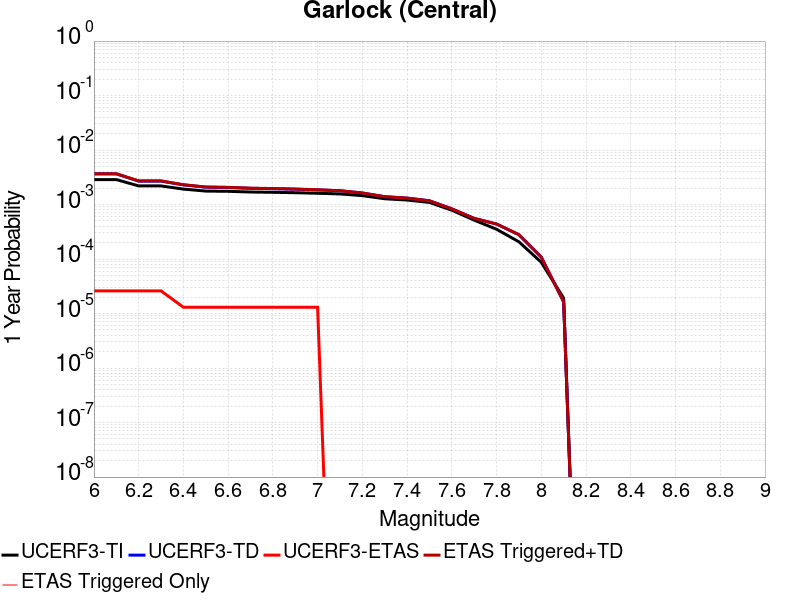 Garlock (Central)
1 Year Probability
10^0
10^-1
10^-2
10^-3
10^-4
10^-5
10^-6
10^-7
10^-8
6 6.2 6.4 6.6 6.8 7 7.2 7.4 7.6 7.8 8 8.2 8.4 8.6 8.8 9
Magnitude
UCERF3-TI UCERF3-TD UCERF3-ETAS ETAS Triggered+TD
ETAS Triggered Only